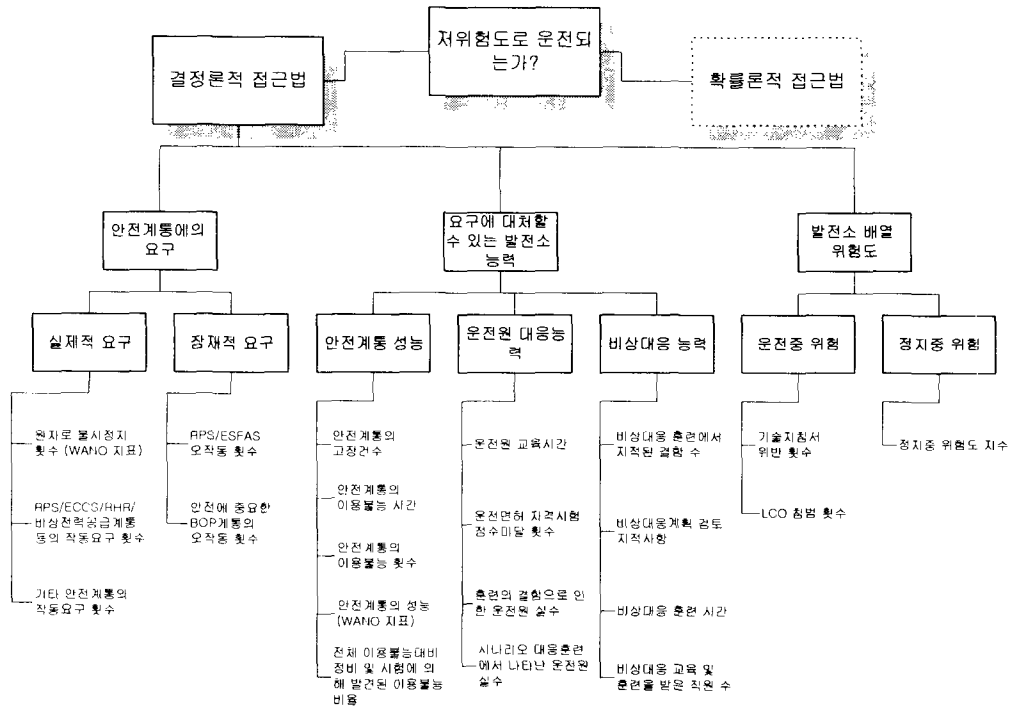 저위험도로 운전되
는가?
결정론적 접근법
확률론적 접근법
안전계통에의
요구
요구에 대처할
수 있는 발전소
능력
발전소 배열
위험도
실제적 요구
잠재적 요구
안전계통 성능
운전원 대응능
력
비상대응 능력
운전중 위험
정지중 위험
원자로 불시정지
횟수 (WANO 지표)
RPS/ECCS/RHR/
비상전력공급계통
등의 작동요구 횟수
기타 안전계통의
작동요구 횟수
RPS/ESFAS
오작동 횟수
안전에 중요한
BOP계통의
오작동 횟수
안전계통의
고장건수
안전계통의
이용불능 시간
안전계통의
이용불능 횟수
안전계통의 성능
(WANO 지표)
전체 이용불능대비
정비 및 시험에 의
해 발견된 이용불능
비율
운전원 교육시간
운전면허 자격시험
점수미달 횟수
훈련의 결함으로 인
한 운전원 실수
시나리오 대응훈련
에서 나타난 운전원
실수
비상대응 훈련에서
지적된 결함 수
비상대응계획 검토
지적사항
비상대응 훈련 시간
비상대응 교육 및
훈련을 받은 직원 수
기술지침서
위반 횟수
LCO 침범 횟수
정지중 위험도 지수